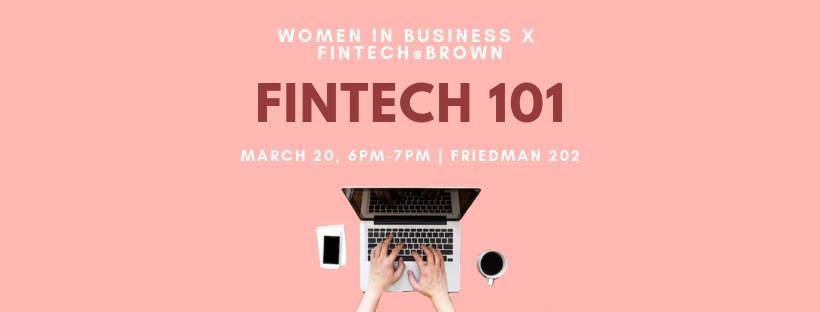 WOMEN IN BUSINESS X
FINTECH@BROWN
FINTECH 101
MARCH 20, 6PM-7PM | FRIEDMAN 202